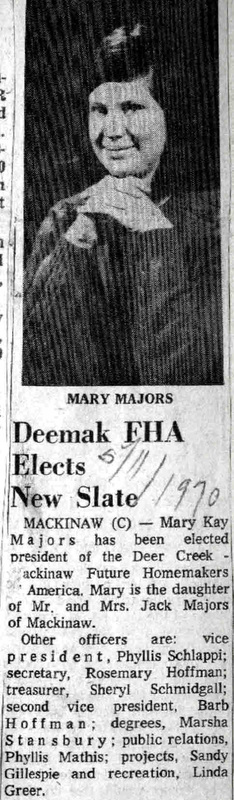 MARY MAJORS
Deemak FHA
Elects
New Slate
5/11/1970
MACKINAW (C) — Mary Kay
Majors has been elected
president of the Deer Creek -
ackinaw Future Homemakers
America. Mary is the daughter
of Mr. and Mrs. Jack Majors
of Mackinaw.
Other officers are: vice
president, Phyllis Schlappi;
secretary, Rosemary Hoffman;
treasurer, Sheryl Schmidgall;
second vice president, Barb
Hoffman; degrees, Marsha
Stansbury; public relations,
Phyllis Mathis; projects, Sandy
Gillespie and recreation, Linda
Greer.